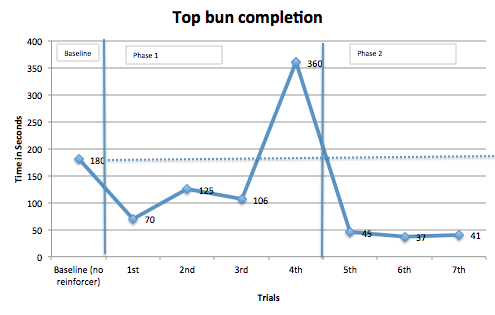 Top bun completion
Baseline
Phase 1
Phase 2
Time in Seconds
400
350
300
250
200
150
100
50
0
180
70
125
106
360
45
37
41
Baseline (no
reinforcer)
1st
2nd
3rd
4th
5th
6th
7th
Trials